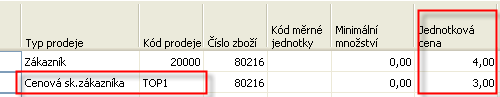 Typ prodeje Kód prodeje Číslo zboží Kód měrné jednotky Minimální množství Jednotková cena
Zákazník 20000 80216 0,00 4,00
Cenová sk.zákazníka TOP1 80216 0,00 3,00